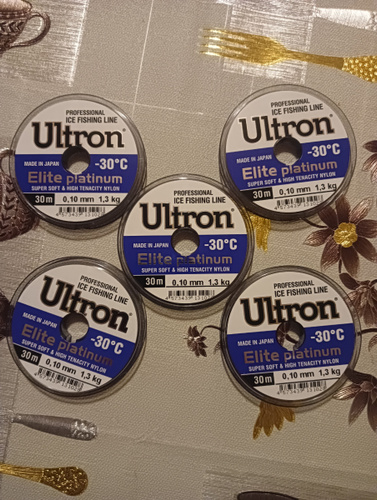 PROFESSIONAL
ICE FISHING LINE
Ultron®
MADE IN JAPAN -30°C
Elite platinum
SUPER SOFT & HIGH TENACITY NYLON
30m 0,10 mm 1,3 kg
PROFESSIONAL
ICE FISHING LINE
Ultron®
MADE IN JAPAN -30°C
Elite platinum
SUPER SOFT & HIGH TENACITY NYLON
30m 0,10 mm 1,3 kg
PROFESSIONAL
ICE FISHING LINE
Ultron®
MADE IN JAPAN -30°C
Elite platinum
SUPER SOFT & HIGH TENACITY NYLON
30m 0,10 mm 1,3 kg
PROFESSIONAL
ICE FISHING LINE
Ultron®
MADE IN JAPAN -30°C
Elite platinum
SUPER SOFT & HIGH TENACITY NYLON
30m 0,10 mm 1,3 kg
PROFESSIONAL
ICE FISHING LINE
Ultron®
MADE IN JAPAN -30°C
Elite platinum
SUPER SOFT & HIGH TENACITY NYLON
30m 0,10 mm 1,3 kg